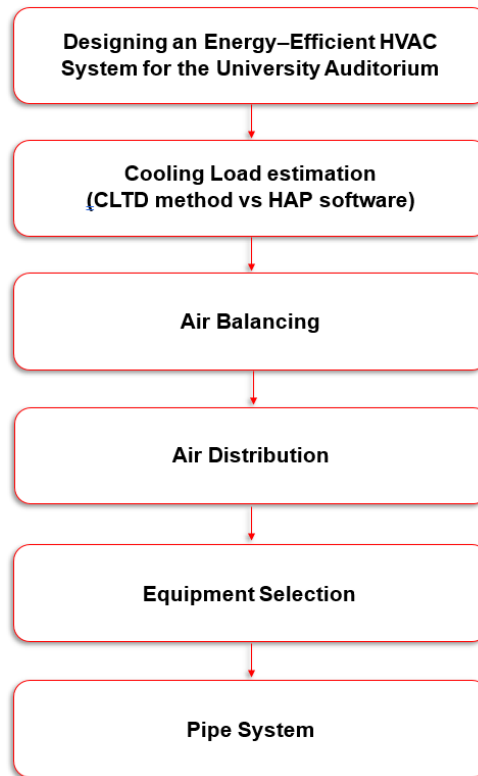 Designing an Energy–Efficient HVAC
System for the University Auditorium
Cooling Load estimation
(CLTD method vs HAP software)
Air Balancing
Air Distribution
Equipment Selection
Pipe System